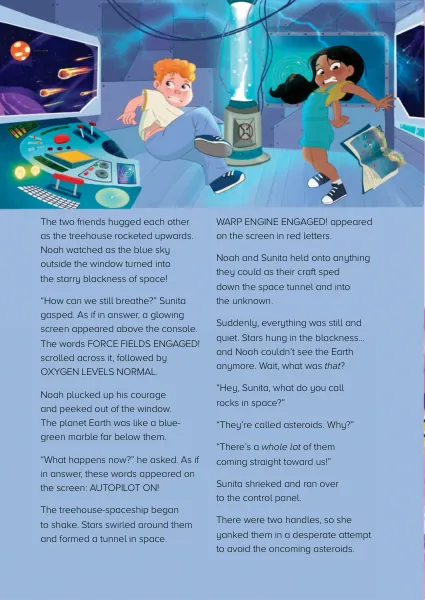 The two friends hugged each other
as the treehouse rocketed upwards.
Noah watched as the blue sky
outside the window turned into
the starry blackness of space!
“How can we still breathe?” Sunita
gasped. As if in answer, a glowing
screen appeared above the console.
The words FORCE FIELDS ENGAGED!
scrolled across it, followed by
OXYGEN LEVELS NORMAL.
Noah plucked up his courage
and peeked out of the window.
The planet Earth was like a blue-
green marble far below them.
“What happens now?” he asked. As if
in answer, these words appeared on
the screen: AUTOPILOT ON!
The treehouse-spaceship began
to shake. Stars swirled around them
and formed a tunnel in space.
WARP ENGINE ENGAGED! appeared
on the screen in red letters.
Noah and Sunita held onto anything
they could as their craft sped
down the space tunnel and into
the unknown.
Suddenly, everything was still and
quiet. Stars hung in the blackness...
and Noah couldn’t see the Earth
anymore. Wait, what was that?
“Hey, Sunita, what do you call
rocks in space?”
“They’re called asteroids. Why?”
“There’s a whole lot of them
coming straight toward us!”
Sunita shrieked and ran over
to the control panel.
There were two handles, so she
yanked them in a desperate attempt
to avoid the oncoming asteroids.